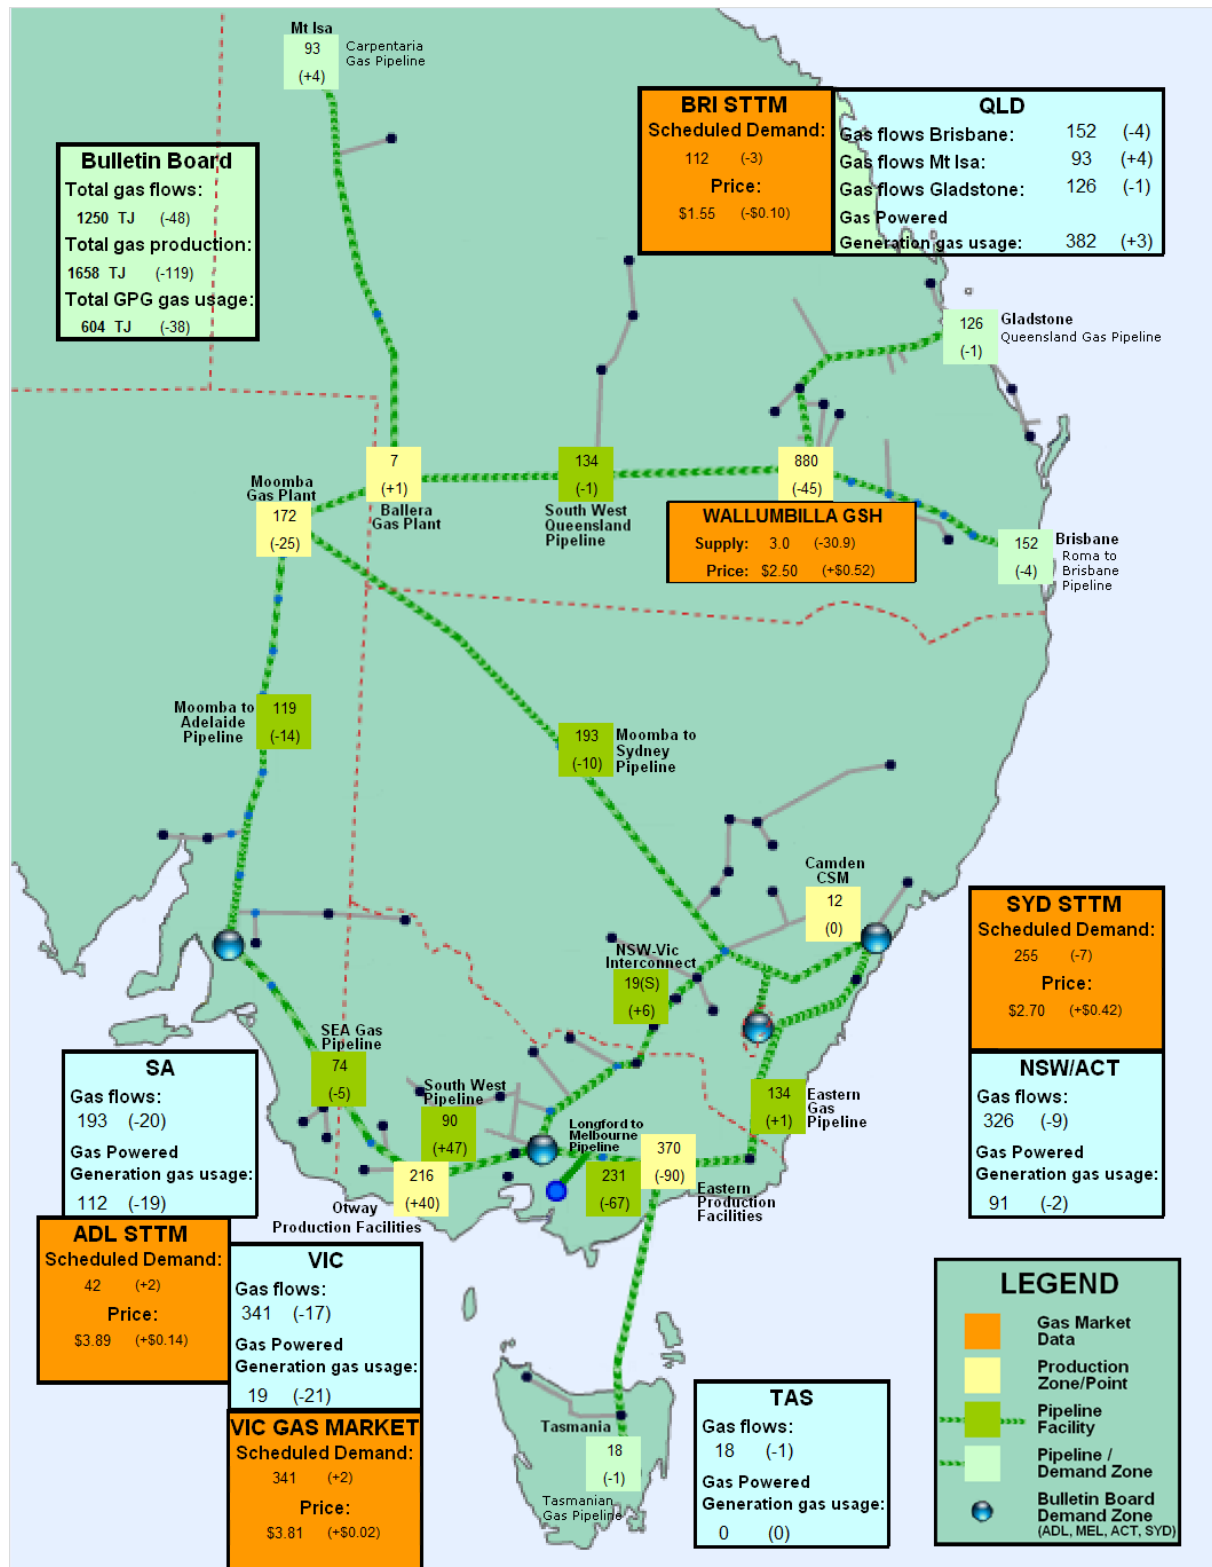 Mt Isa
93
(+4)
Carpentaria
Gas Pipeline
Bulletin Board
Total gas flows:
1250 TJ (-48)
Total gas production:
1658 TJ (-119)
Total GPG gas usage:
604 TJ (-38)
BRI STTM
Scheduled Demand:
112 (-3)
Price:
$1.55 (-$0.10)
QLD
Gas flows Brisbane: 152 (-4)
Gas flows Mt Isa: 93 (+4)
Gas flows Gladstone: 126 (-1)
Gas Powered
Generation gas usage: 382 (+3)
126
(-1)
Gladstone
Queensland Gas Pipeline
7
(+1)
Ballera
Gas Plant
134
(-1)
South West
Queensland
Pipeline
880
(-45)
Moomba
Gas Plant
172
(-25)
WALLUMBILLA GSH
Supply: 3.0 (-30.9)
Price: $2.50 (+$0.52)
152
(-4)
Brisbane
Roma to
Brisbane
Pipeline
Moomba to
Adelaide
Pipeline
119
(-14)
193
(-10)
Moomba to
Sydney
Pipeline
Camden
CSM
12
(0)
SYD STTM
Scheduled Demand:
255 (-7)
Price:
$2.70 (+$0.42)
NSW-Vic
Interconnect
19(S)
(+6)
SEA Gas
Pipeline
74
(-5)
South West
Pipeline
90
(+47)
134
(+1)
Eastern
Gas
Pipeline
NSW/ACT
Gas flows:
326 (-9)
Gas Powered
Generation gas usage:
91 (-2)
SA
Gas flows:
193 (-20)
Gas Powered
Generation gas usage:
112 (-19)
Longford to
Melbourne
Pipeline
231
(-67)
370
(-90)
Eastern
Production
Facilities
216
(+40)
Otway
Production Facilities
ADL STTM
Scheduled Demand:
42 (+2)
Price:
$3.89 (+$0.14)
VIC
Gas flows:
341 (-17)
Gas Powered
Generation gas usage:
19 (-21)
VIC GAS MARKET
Scheduled Demand:
341 (+2)
Price:
$3.81 (+$0.02)
Tasmania
18
(-1)
Tasmanian
Gas Pipeline
TAS
Gas flows:
18 (-1)
Gas Powered
Generation gas usage:
0 (0)
LEGEND
Gas Market
Data
Production
Zone/Point
Pipeline
Facility
Pipeline /
Demand Zone
Bulletin Board
Demand Zone
(ADL, MEL, ACT, SYD)